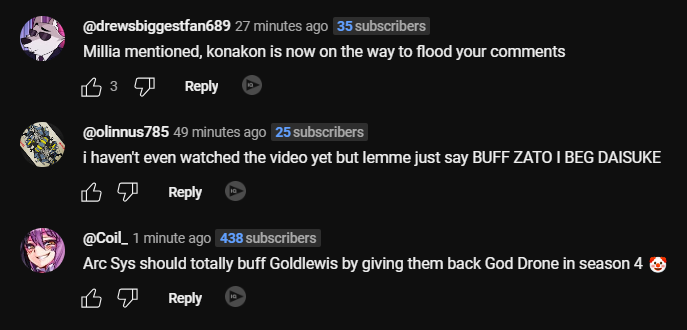 @drewsbiggestfan689 27 minutes ago 35 subscribers
Millia mentioned, konakon is now on the way to flood your comments
3 Reply
@olinnus785 49 minutes ago 25 subscribers
i haven't even watched the video yet but lemme just say BUFF ZATO I BEG DAISUKE
Reply
@Coil_ 1 minute ago 438 subscribers
Arc Sys should totally buff Goldlewis by giving them back God Drone in season 4 🤡
Reply